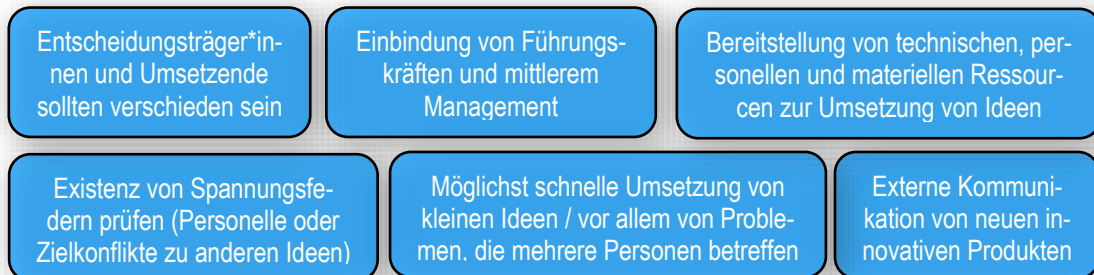 Entscheidungsträger*in-
nen und Umsetzende
sollten verschieden sein
Einbindung von Führungs-
kräften und mittlerem
Management
Bereitstellung von technischen, per-
sonellen und materiellen Ressour-
cen zur Umsetzung von Ideen
Existenz von Spannungsfe-
dern prüfen (Personelle oder
Zielkonflikte zu anderen Ideen)
Möglichst schnelle Umsetzung von
kleinen Ideen / vor allem von Proble-
men, die mehrere Personen betreffen
Externe Kommuni-
kation von neuen in-
novativen Produkten